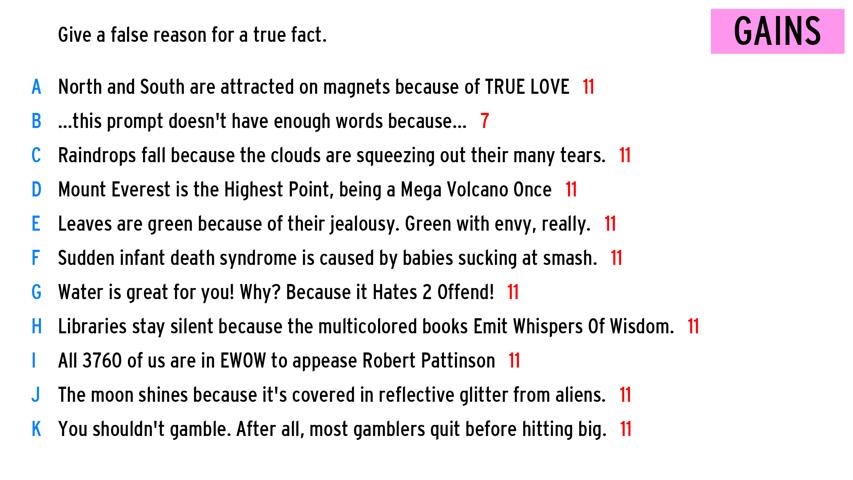 Give a false reason for a true fact.
GAINS
A North and South are attracted on magnets because of TRUE LOVE 11
B ...this prompt doesn't have enough words because... 7
C Raindrops fall because the clouds are squeezing out their many tears. 11
D Mount Everest is the Highest Point, being a Mega Volcano Once 11
E Leaves are green because of their jealousy. Green with envy, really. 11
F Sudden infant death syndrome is caused by babies sucking at smash. 11
G Water is great for you! Why? Because it Hates 2 Offend! 11
H Libraries stay silent because the multicolored books Emit Whispers Of Wisdom. 11
I All 3760 of us are in EWOW to appease Robert Pattinson 11
J The moon shines because it's covered in reflective glitter from aliens. 11
K You shouldn't gamble. After all, most gamblers quit before hitting big. 11